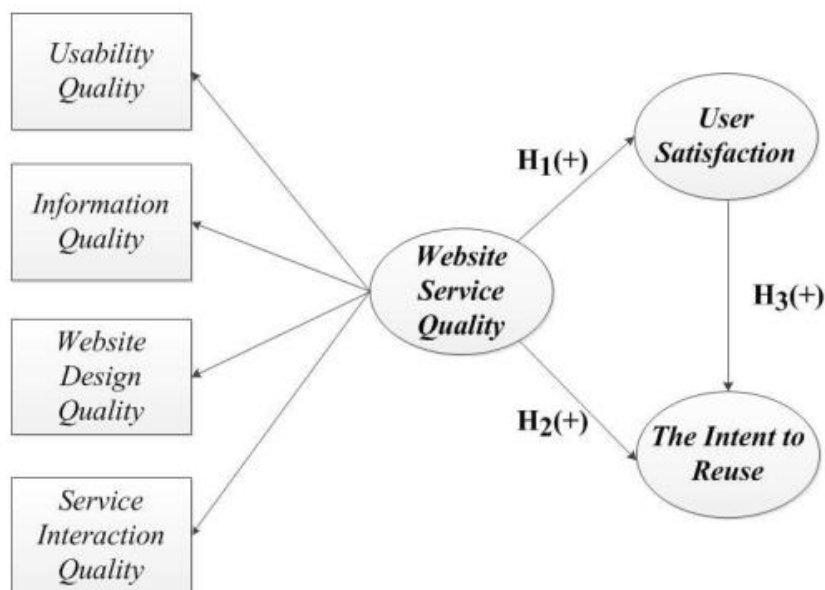 Usability
Quality
Information
Quality
Website
Design
Quality
Service
Interaction
Quality
Website
Service
Quality
H1(+)
H2(+)
User
Satisfaction
H3(+)
The Intent to
Reuse